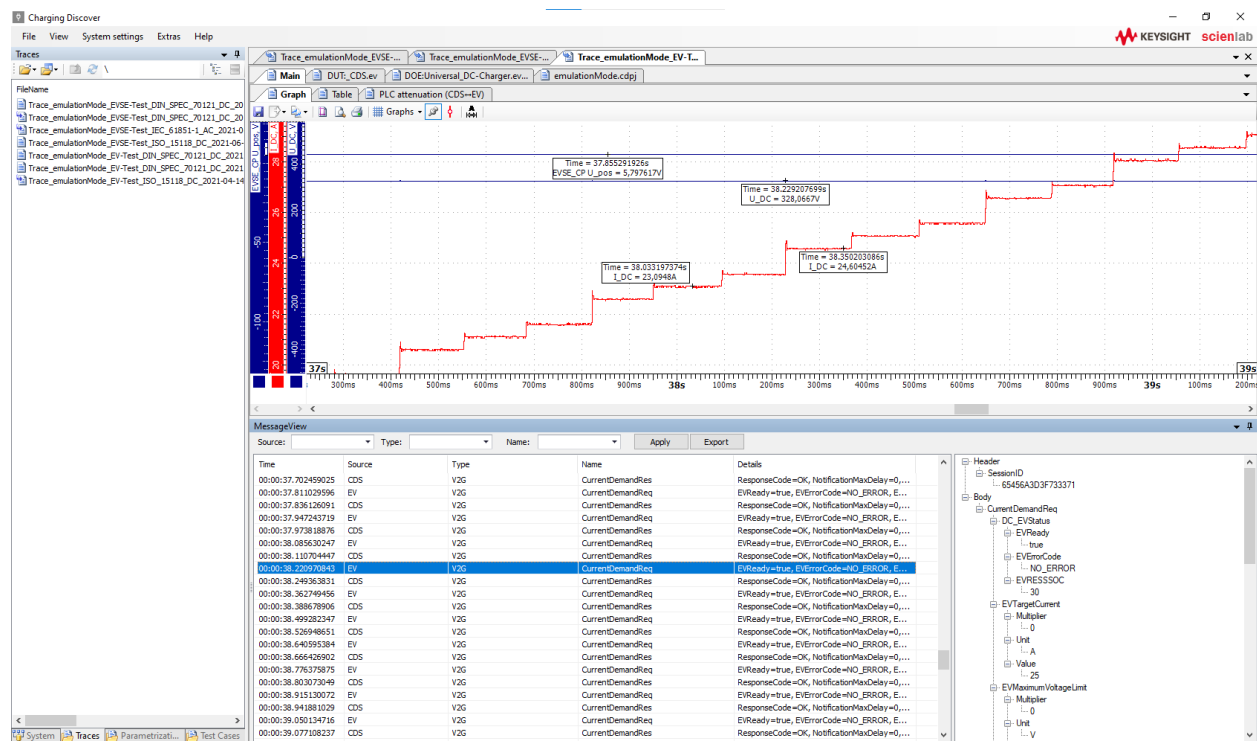 Charging Discover
File View System settings Extras Help
KEYSIGHT scienlab
Traces
Trace_emulationMode_EVSE-... Trace_emulationMode_EVSE-... Trace_emulationMode_EV-T...
Main DUT:_CDS.ev DOE:Universal_DC-Charger.ev... emulationMode.cdpj
Graph Table PLC attenuation (CDS↔EV)
Graphs
\
FileName
Trace_emulationMode_EVSE-Test_DIN_SPEC_70121_DC_20
Trace_emulationMode_EVSE-Test_DIN_SPEC_70121_DC_20
Trace_emulationMode_EVSE-Test_IEC_61851-1_AC_2021-0
Trace_emulationMode_EVSE-Test_ISO_15118_DC_2021-06-
Trace_emulationMode_EV-Test_DIN_SPEC_70121_DC_2021
Trace_emulationMode_EV-Test_DIN_SPEC_70121_DC_2021
Trace_emulationMode_EV-Test_ISO_15118_DC_2021-04-14
System Traces Parametrizati... Test Cases
EVSE_CP U_pos, V
-50
-100
I_DC, A
28
26
24
22
20
U_DC, V
400
200
-0
-200
-400
Time = 37.855291926s
EVSE_CP U_pos = 5,797617V
Time = 38.229207699s
U_DC = 328,0667V
Time = 38.033197374s
I_DC = 23,0948A
Time = 38.350203086s
I_DC = 24,60452A
37s
39s
300ms 400ms 500ms 600ms 700ms 800ms 900ms 38s 100ms 200ms 300ms 400ms 500ms 600ms 700ms 800ms 900ms 39s 100ms 200ms
MessageView
Source: Type: Name: Apply Export
Time Source Type Name Details
00:00:37.702459025 CDS V2G CurrentDemandRes ResponseCode=OK, NotificationMaxDelay=0,...
00:00:37.811029596 EV V2G CurrentDemandReq EVReady=true, EVErrorCode=NO_ERROR, E...
00:00:37.836126091 CDS V2G CurrentDemandRes ResponseCode=OK, NotificationMaxDelay=0,...
00:00:37.947243719 EV V2G CurrentDemandReq EVReady=true, EVErrorCode=NO_ERROR, E...
00:00:37.973818876 CDS V2G CurrentDemandRes ResponseCode=OK, NotificationMaxDelay=0,...
00:00:38.085630247 EV V2G CurrentDemandReq EVReady=true, EVErrorCode=NO_ERROR, E...
00:00:38.110704447 CDS V2G CurrentDemandRes ResponseCode=OK, NotificationMaxDelay=0,...
00:00:38.220970843 EV V2G CurrentDemandReq EVReady=true, EVErrorCode=NO_ERROR, E...
00:00:38.249363831 CDS V2G CurrentDemandRes ResponseCode=OK, NotificationMaxDelay=0,...
00:00:38.362749456 EV V2G CurrentDemandReq EVReady=true, EVErrorCode=NO_ERROR, E...
00:00:38.388678906 CDS V2G CurrentDemandRes ResponseCode=OK, NotificationMaxDelay=0,...
00:00:38.499282347 EV V2G CurrentDemandReq EVReady=true, EVErrorCode=NO_ERROR, E...
00:00:38.526948651 CDS V2G CurrentDemandRes ResponseCode=OK, NotificationMaxDelay=0,...
00:00:38.640595384 EV V2G CurrentDemandReq EVReady=true, EVErrorCode=NO_ERROR, E...
00:00:38.666426902 CDS V2G CurrentDemandRes ResponseCode=OK, NotificationMaxDelay=0,...
00:00:38.776375875 EV V2G CurrentDemandReq EVReady=true, EVErrorCode=NO_ERROR, E...
00:00:38.803073049 CDS V2G CurrentDemandRes ResponseCode=OK, NotificationMaxDelay=0,...
00:00:38.915130072 EV V2G CurrentDemandReq EVReady=true, EVErrorCode=NO_ERROR, E...
00:00:38.941881029 CDS V2G CurrentDemandRes ResponseCode=OK, NotificationMaxDelay=0,...
00:00:39.050134716 EV V2G CurrentDemandReq EVReady=true, EVErrorCode=NO_ERROR, E...
00:00:39.077108237 CDS V2G CurrentDemandRes ResponseCode=OK, NotificationMaxDelay=0,...
Header
SessionID
65456A3D3F733371
Body
CurrentDemandReq
DC_EVStatus
EVReady
true
EVErrorCode
NO_ERROR
EVRESSSOC
30
EVTargetCurrent
Multiplier
0
Unit
A
Value
25
EVMaximumVoltageLimit
Multiplier
0
Unit
V